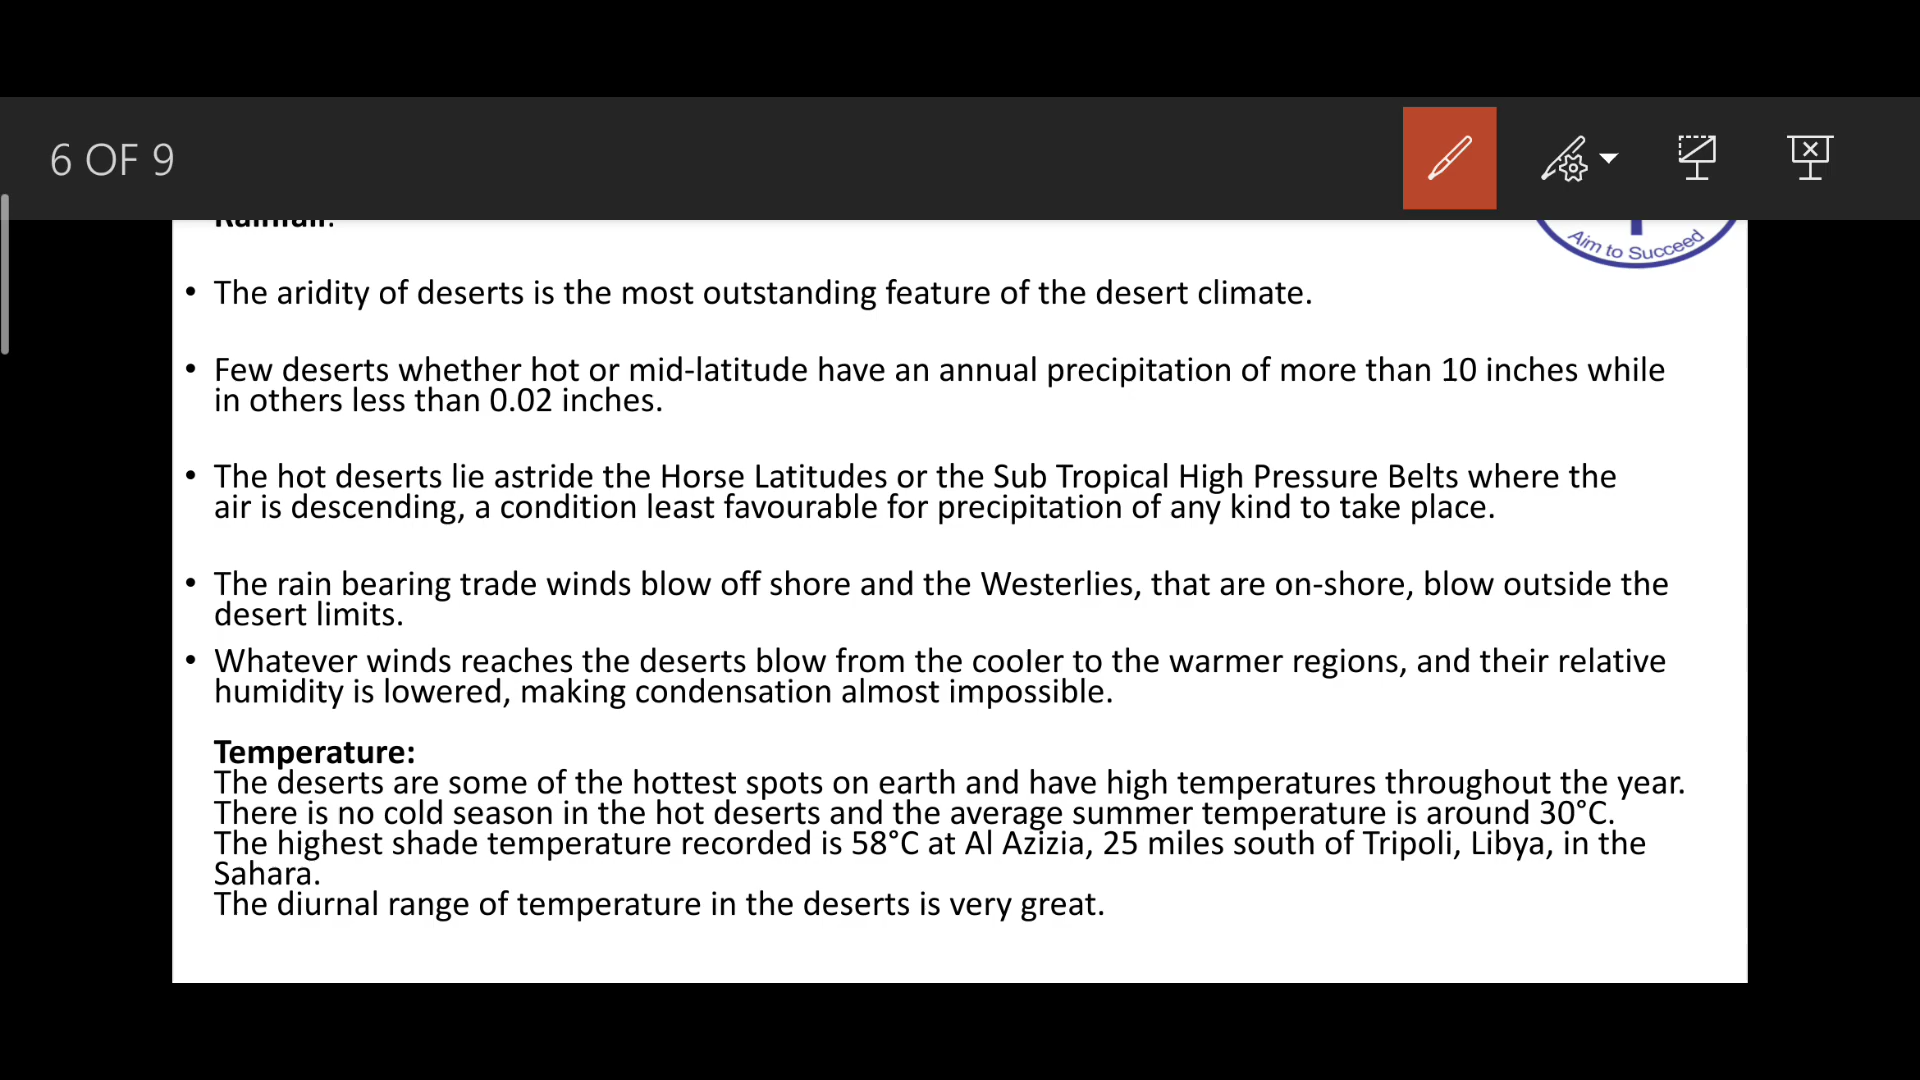 6 OF 9
Rainfall:
Aim to Succeed
• The aridity of deserts is the most outstanding feature of the desert climate.
• Few deserts whether hot or mid-latitude have an annual precipitation of more than 10 inches while
in others less than 0.02 inches.
• The hot deserts lie astride the Horse Latitudes or the Sub Tropical High Pressure Belts where the
air is descending, a condition least favourable for precipitation of any kind to take place.
• The rain bearing trade winds blow off shore and the Westerlies, that are on-shore, blow outside the
desert limits.
• Whatever winds reaches the deserts blow from the cooler to the warmer regions, and their relative
humidity is lowered, making condensation almost impossible.
Temperature:
The deserts are some of the hottest spots on earth and have high temperatures throughout the year.
There is no cold season in the hot deserts and the average summer temperature is around 30°C.
The highest shade temperature recorded is 58°C at Al Azizia, 25 miles south of Tripoli, Libya, in the
Sahara.
The diurnal range of temperature in the deserts is very great.